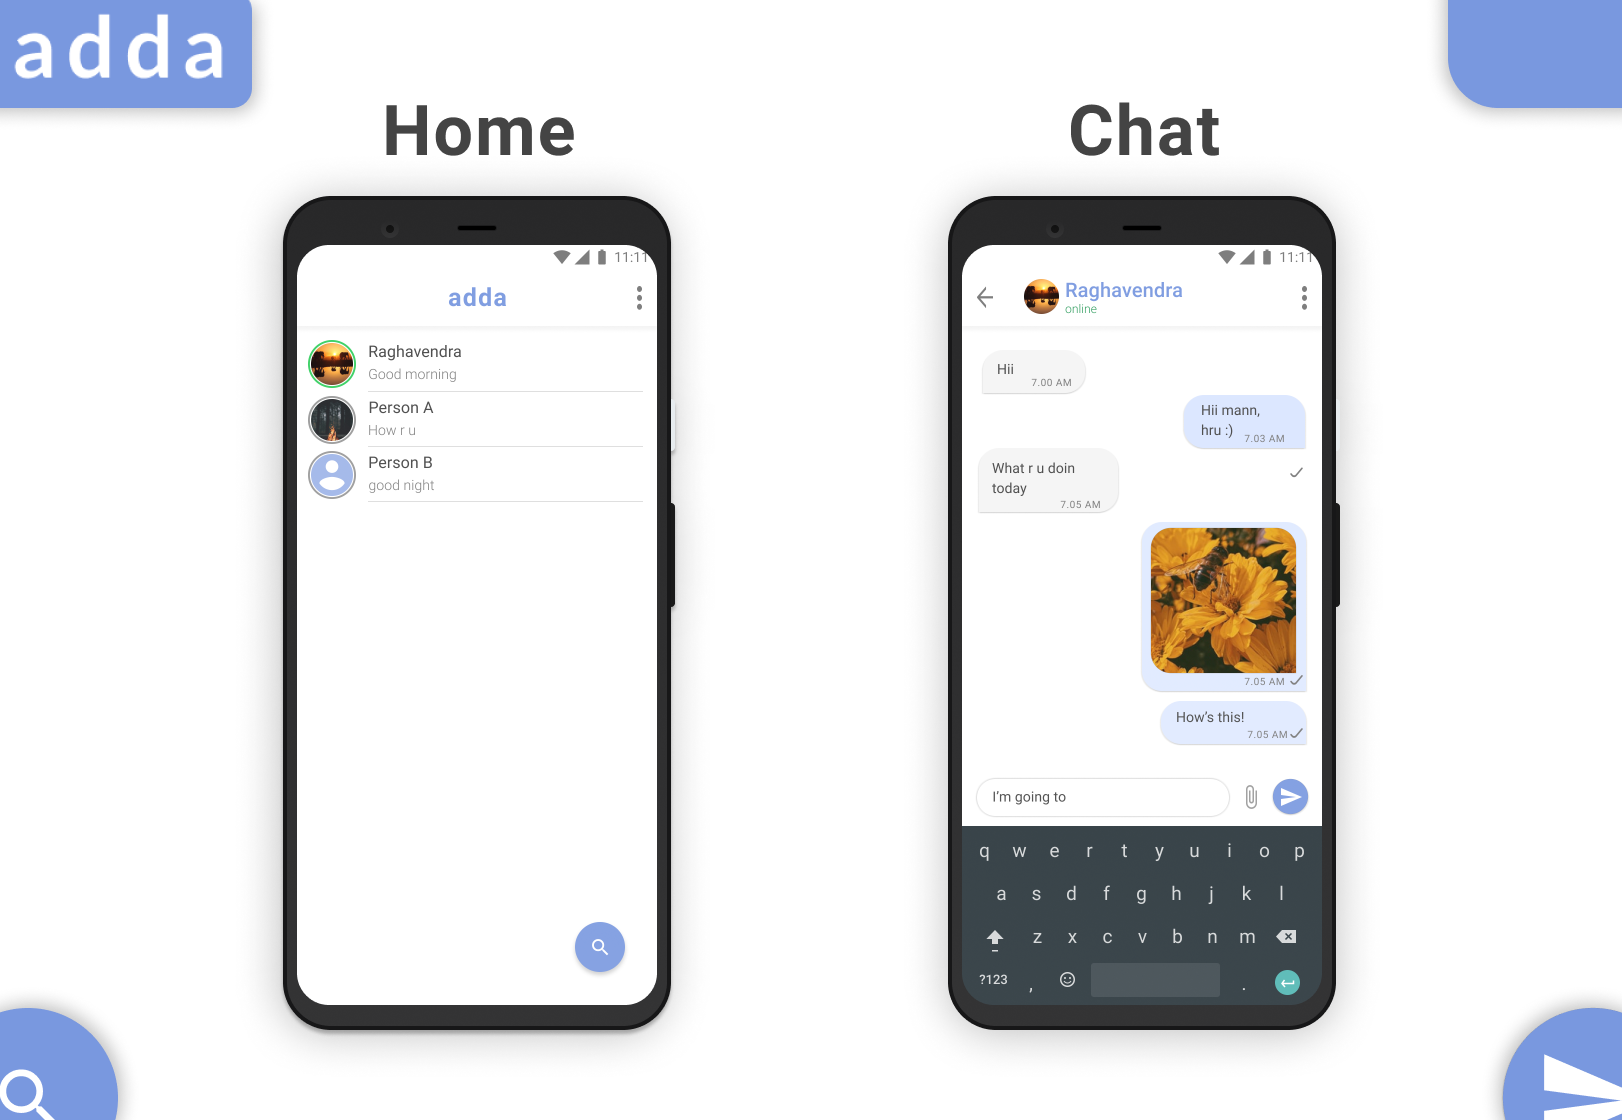 adda
Home
11:11
adda
Raghavendra
Good morning
Person A
How r u
Person B
good night
Chat
11:11
Raghavendra
online
Hii
7.00 AM
Hii mann,
hru :)
7.03 AM
What r u doin
today
7.05 AM
7.05 AM
How's this!
7.05 AM
I'm going to
q w e r t y u i o p
a s d f g h j k l
z x c v b n m
?123 , .